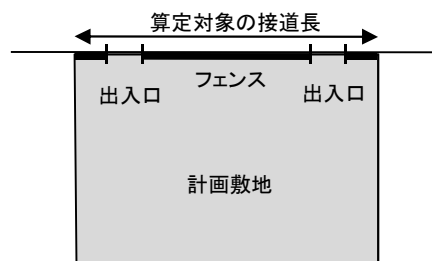 算定対象の接道長
フェンス
出入口
出入口
計画敷地